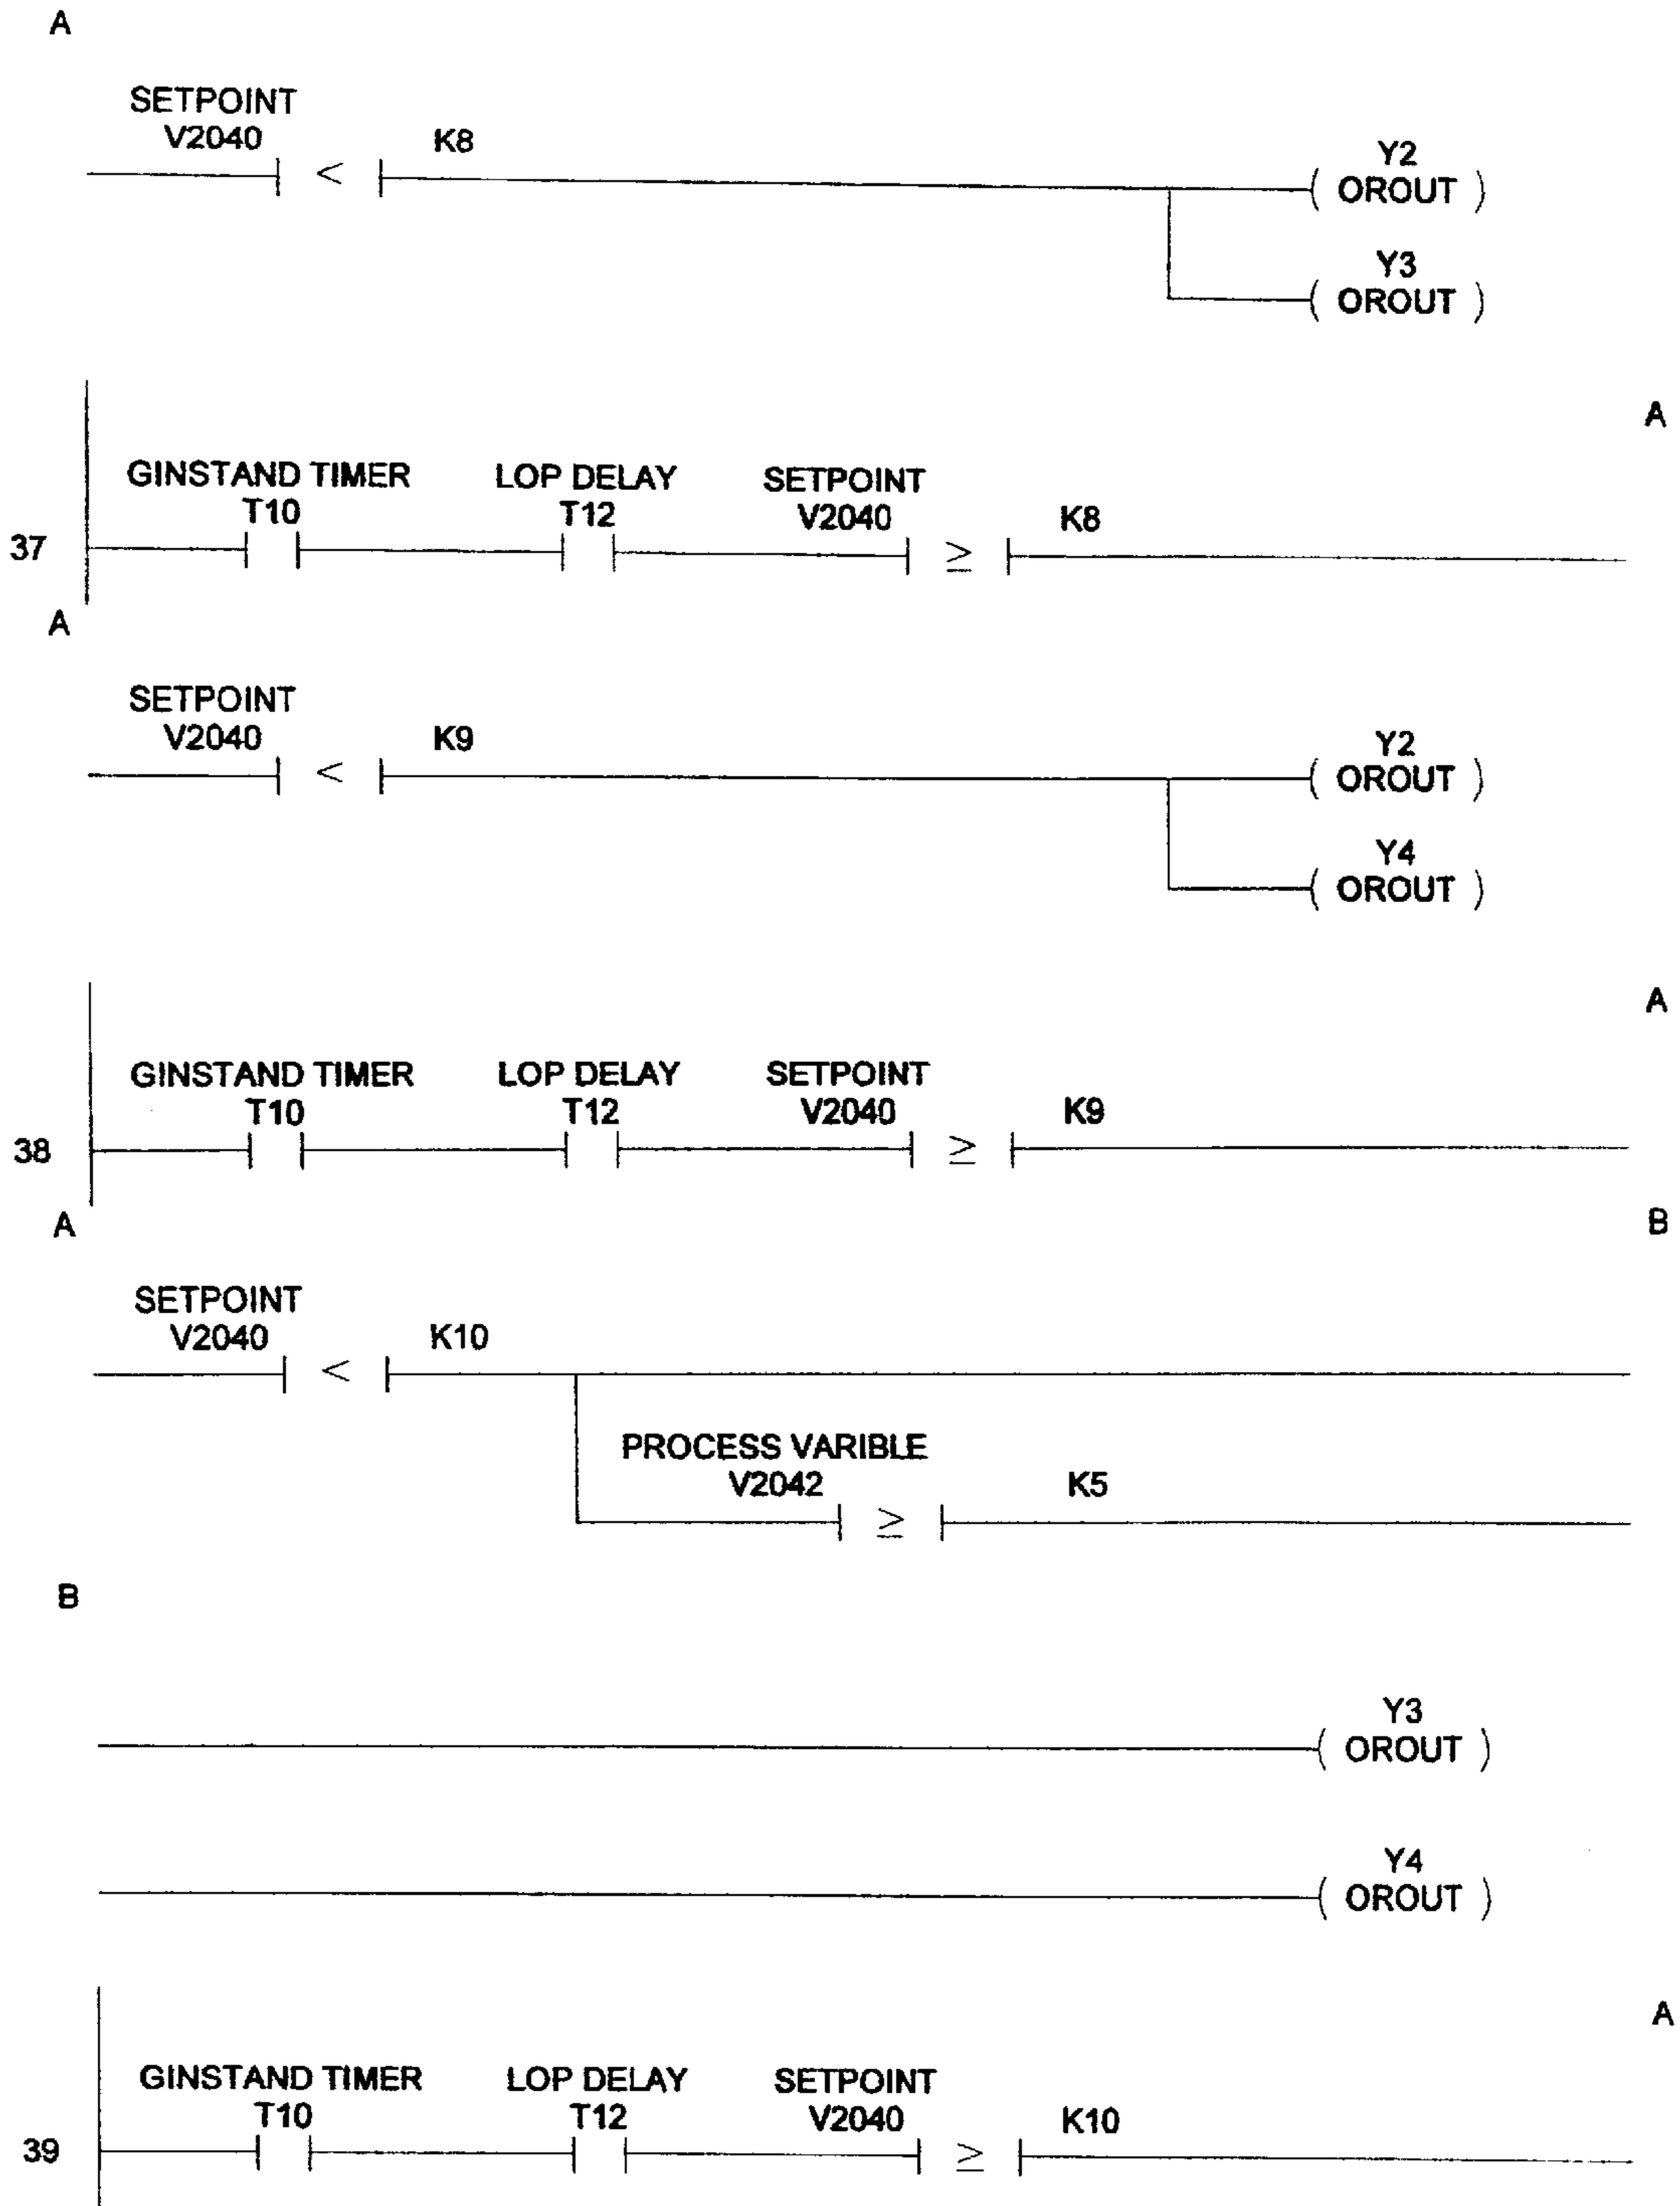 A
SETPOINT
V2040 < K8
Y2
( OROUT )
Y3
( OROUT )
A
GINSTAND TIMER LOP DELAY SETPOINT
T10 T12 V2040 K8
37 ≥
A
SETPOINT
V2040 < K9
Y2
( OROUT )
Y4
( OROUT )
A
GINSTAND TIMER LOP DELAY SETPOINT
T10 T12 V2040 K9
38 ≥
A B
SETPOINT
V2040 < K10
PROCESS VARIBLE
V2042 ≥ K5
B
Y3
( OROUT )
Y4
( OROUT )
A
GINSTAND TIMER LOP DELAY SETPOINT
T10 T12 V2040 K10
39 ≥